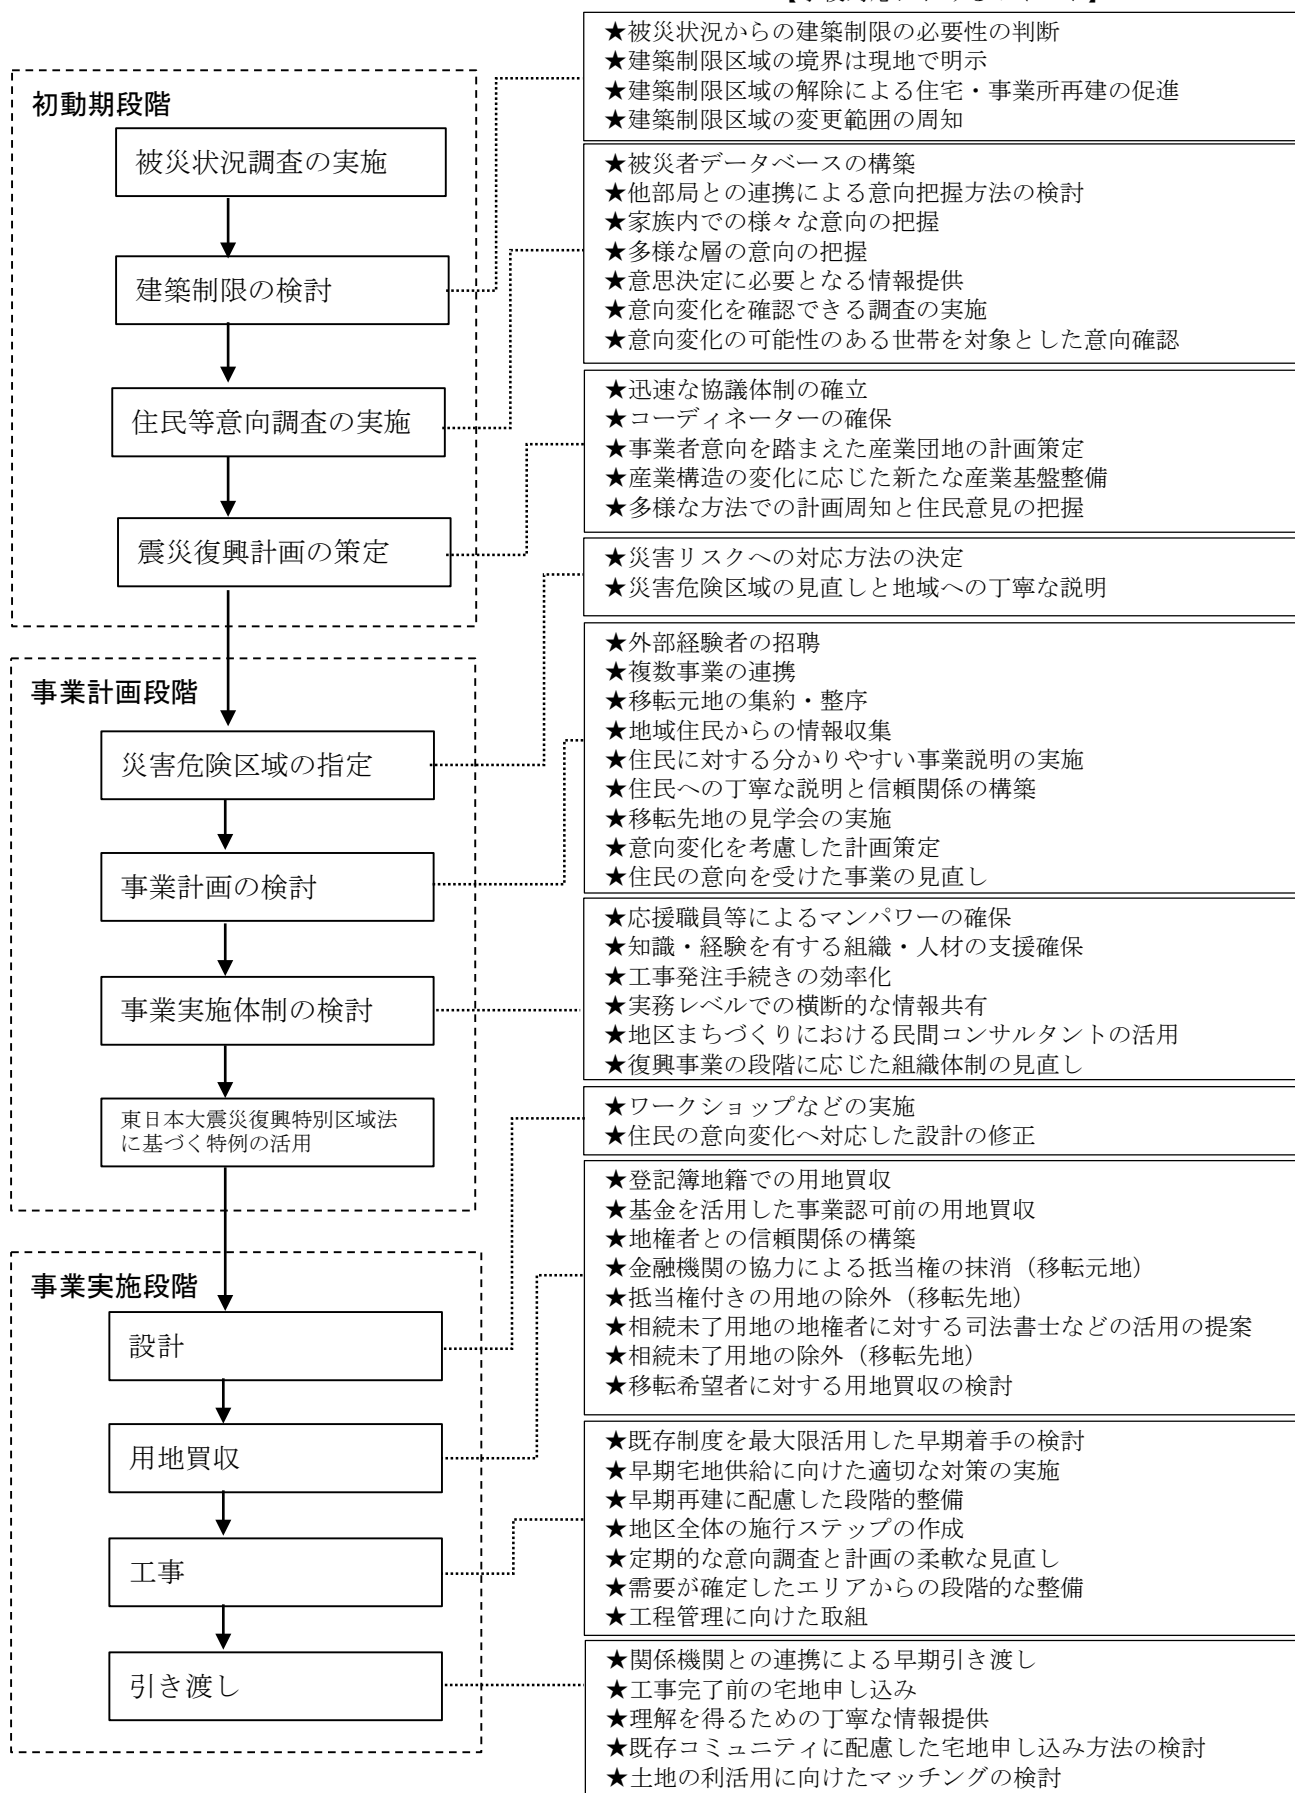 ★被災状況からの建築制限の必要性の判断
★建築制限区域の境界は現地で明示
★建築制限区域の解除による住宅・事業所再建の促進
★建築制限区域の変更範囲の周知
初動期段階
被災状況調査の実施
建築制限の検討
住民等意向調査の実施
震災復興計画の策定
★被災者データベースの構築
★他部局との連携による意向把握方法の検討
★家族内での様々な意向の把握
★多様な層の意向の把握
★意思決定に必要となる情報提供
★意向変化を確認できる調査の実施
★意向変化の可能性のある世帯を対象とした意向確認
★迅速な協議体制の確立
★コーディネーターの確保
★事業者意向を踏まえた産業団地の計画策定
★産業構造の変化に応じた新たな産業基盤整備
★多様な方法での計画周知と住民意見の把握
★災害リスクへの対応方法の決定
★災害危険区域の見直しと地域への丁寧な説明
事業計画段階
災害危険区域の指定
事業計画の検討
事業実施体制の検討
東日本大震災復興特別区域法
に基づく特例の活用
★外部経験者の招聘
★複数事業の連携
★移転元地の集約・整序
★地域住民からの情報収集
★住民に対する分かりやすい事業説明の実施
★住民への丁寧な説明と信頼関係の構築
★移転先地の見学会の実施
★意向変化を考慮した計画策定
★住民の意向を受けた事業の見直し
★応援職員等によるマンパワーの確保
★知識・経験を有する組織・人材の支援確保
★工事発注手続きの効率化
★実務レベルでの横断的な情報共有
★地区まちづくりにおける民間コンサルタントの活用
★復興事業の段階に応じた組織体制の見直し
★ワークショップなどの実施
★住民の意向変化へ対応した設計の修正
事業実施段階
設計
用地買収
工事
引き渡し
★登記簿地籍での用地買収
★基金を活用した事業認可前の用地買収
★地権者との信頼関係の構築
★金融機関の協力による抵当権の抹消（移転元地）
★抵当権付きの用地の除外（移転先地）
★相続未了用地の地権者に対する司法書士などの活用の提案
★相続未了用地の除外（移転先地）
★移転希望者に対する用地買収の検討
★既存制度を最大限活用した早期着手の検討
★早期宅地供給に向けた適切な対策の実施
★早期再建に配慮した段階的整備
★地区全体の施行ステップの作成
★定期的な意向調査と計画の柔軟な見直し
★需要が確定したエリアからの段階的な整備
★工程管理に向けた取組
★関係機関との連携による早期引き渡し
★工事完了前の宅地申し込み
★理解を得るための丁寧な情報提供
★既存コミュニティに配慮した宅地申し込み方法の検討
★土地の利活用に向けたマッチングの検討